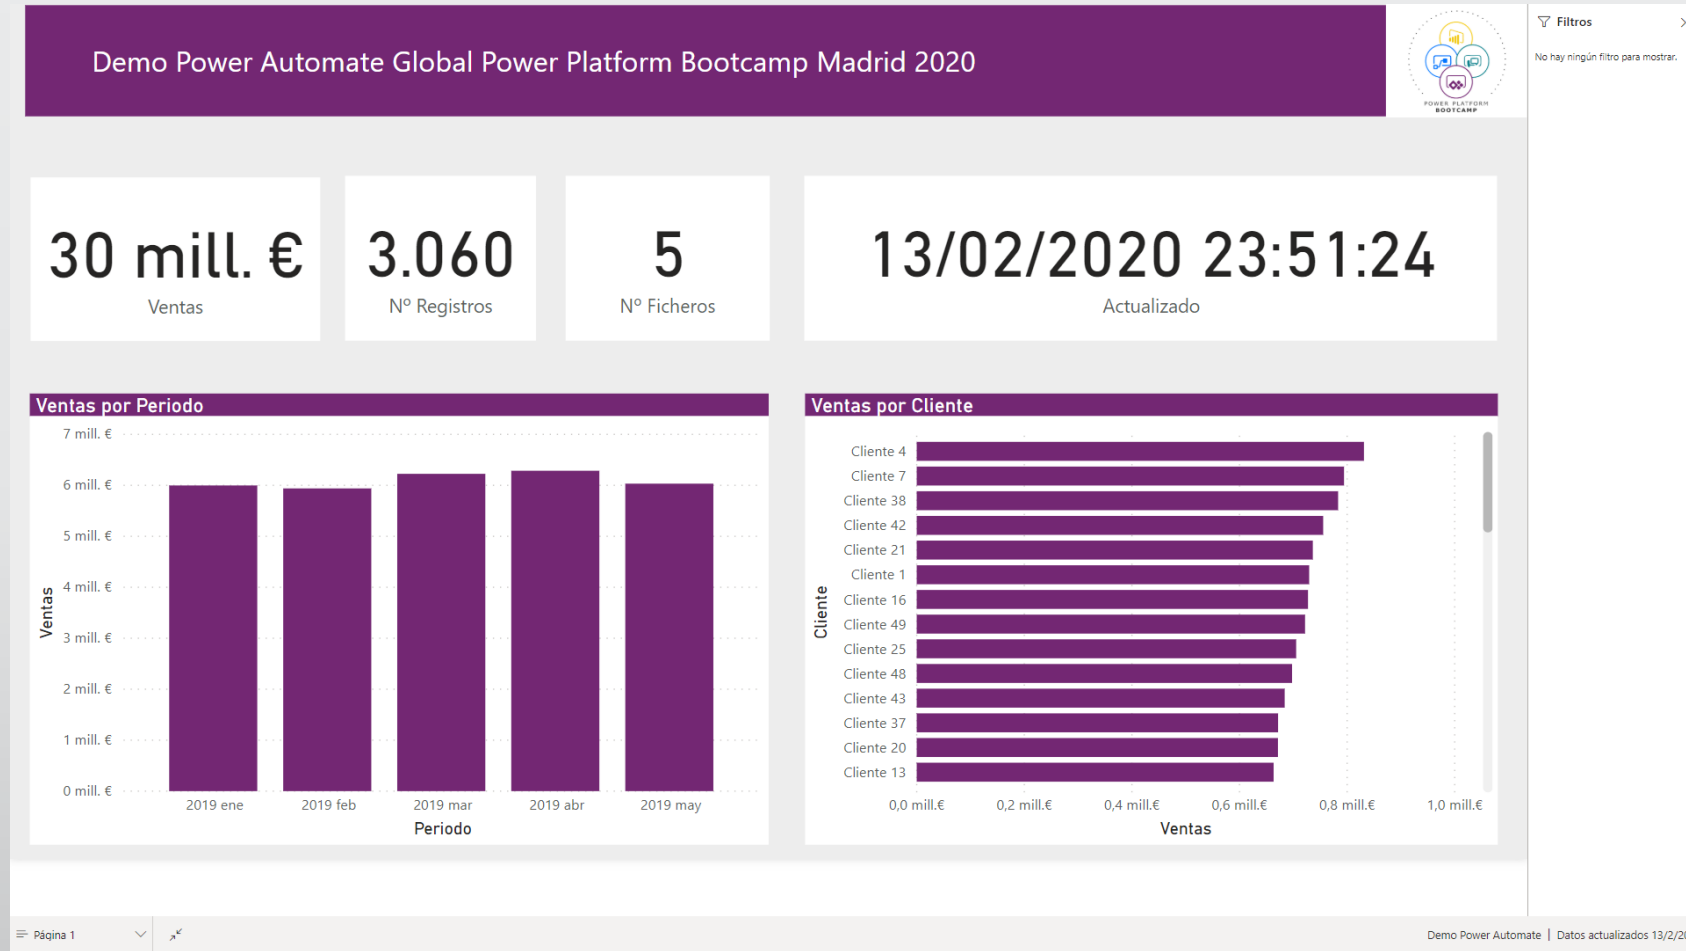 Demo Power Automate Global Power Platform Bootcamp Madrid 2020
POWER PLATFORM
BOOTCAMP
Filtros
No hay ningún filtro para mostrar.
30 mill. €
Ventas
3.060
Nº Registros
5
Nº Ficheros
13/02/2020 23:51:24
Actualizado
Ventas por Periodo
7 mill. €
6 mill. €
5 mill. €
4 mill. €
3 mill. €
2 mill. €
1 mill. €
0 mill. €
Ventas
2019 ene
2019 feb
2019 mar
2019 abr
2019 may
Periodo
Ventas por Cliente
Cliente 4
Cliente 7
Cliente 38
Cliente 42
Cliente 21
Cliente 1
Cliente 16
Cliente 49
Cliente 25
Cliente 48
Cliente 43
Cliente 37
Cliente 20
Cliente 13
Cliente
0,0 mill.€
0,2 mill.€
0,4 mill.€
0,6 mill.€
0,8 mill.€
1,0 mill.€
Ventas
Página 1
Demo Power Automate | Datos actualizados 13/2/20